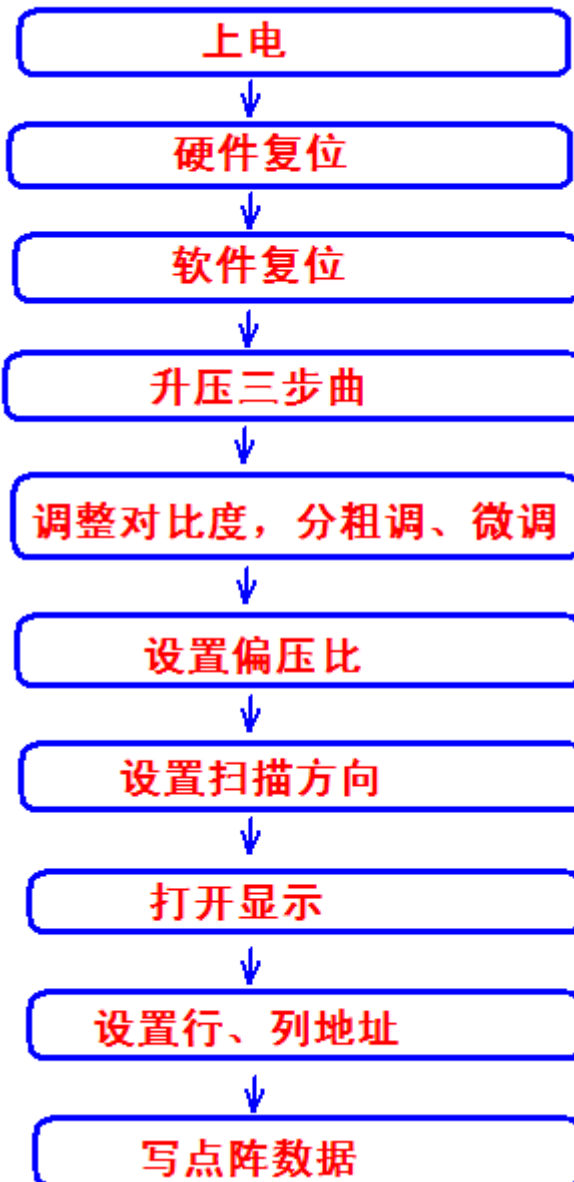 上电
硬件复位
软件复位
升压三步曲
调整对比度，分粗调、微调
设置偏压比
设置扫描方向
打开显示
设置行、列地址
写点阵数据